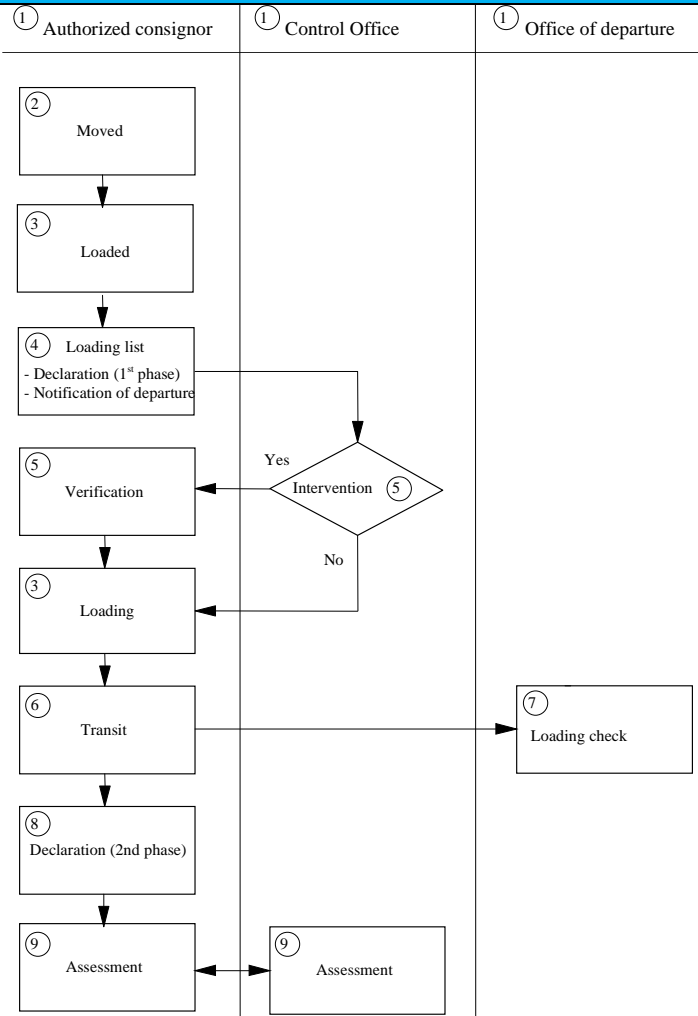 1 Authorized consignor
1 Control Office
1 Office of departure
2
Moved
3
Loaded
4 Loading list
- Declaration (1st phase)
- Notification of departure
5
Verification
Yes
Intervention 5
No
3
Loading
6
Transit
7
Loading check
8
Declaration (2nd phase)
9
Assessment
9
Assessment